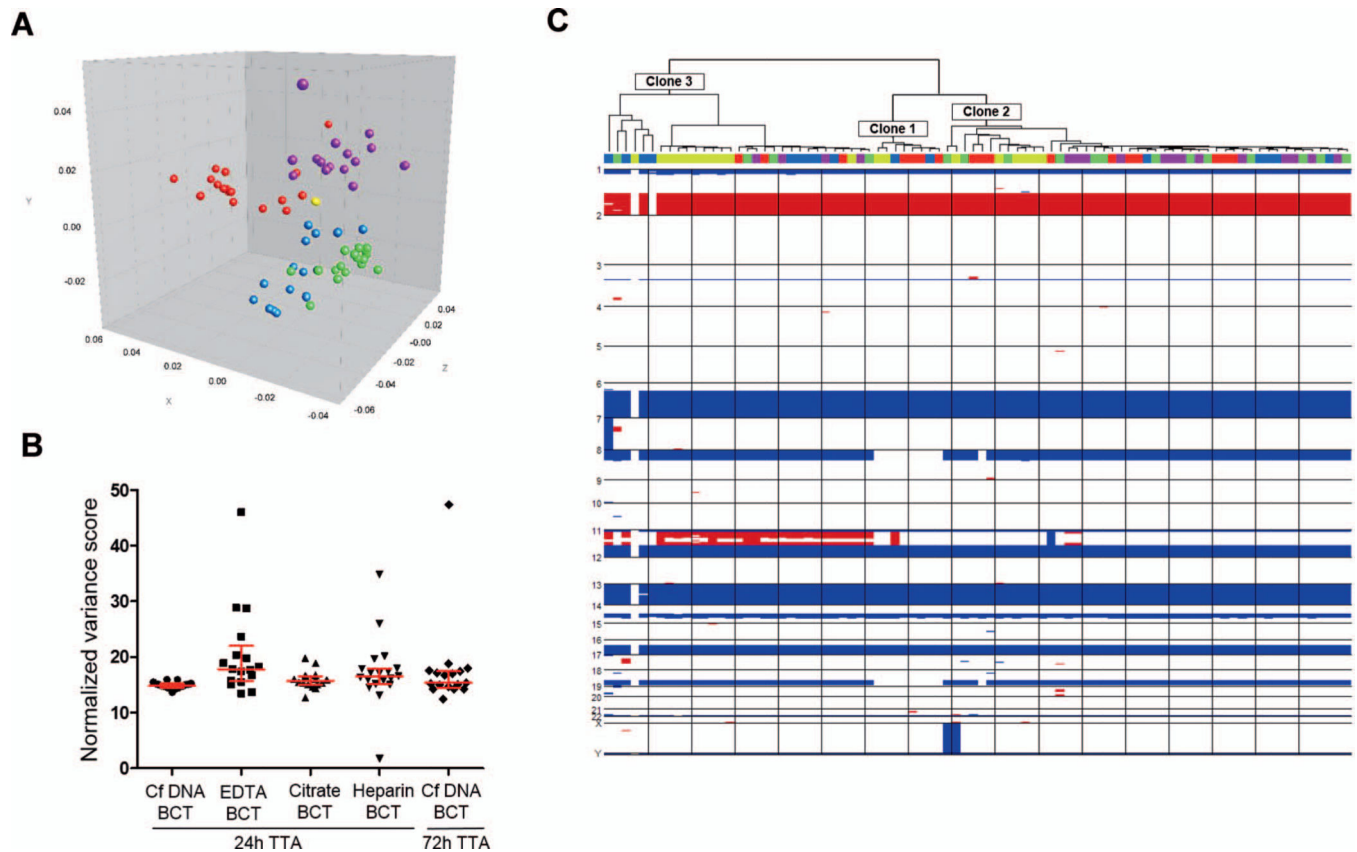 A
0.04
0.02
Y
0.00
-0.02
0.06
0.04
0.02
0.00
X
-0.02
-0.04
-0.06
-0.04
-0.02
Z
-0.00
0.02
0.04
B
Normalized variance score
50
40
30
20
10
0
Cf DNA BCT
EDTA BCT
Citrate BCT
Heparin BCT
Cf DNA BCT
24h TTA
72h TTA
C
Clone 3
Clone 1
Clone 2
1
2
3
4
5
6
7
8
9
10
11
12
13
14
15
16
17
18
19
20
21
22
X
Y